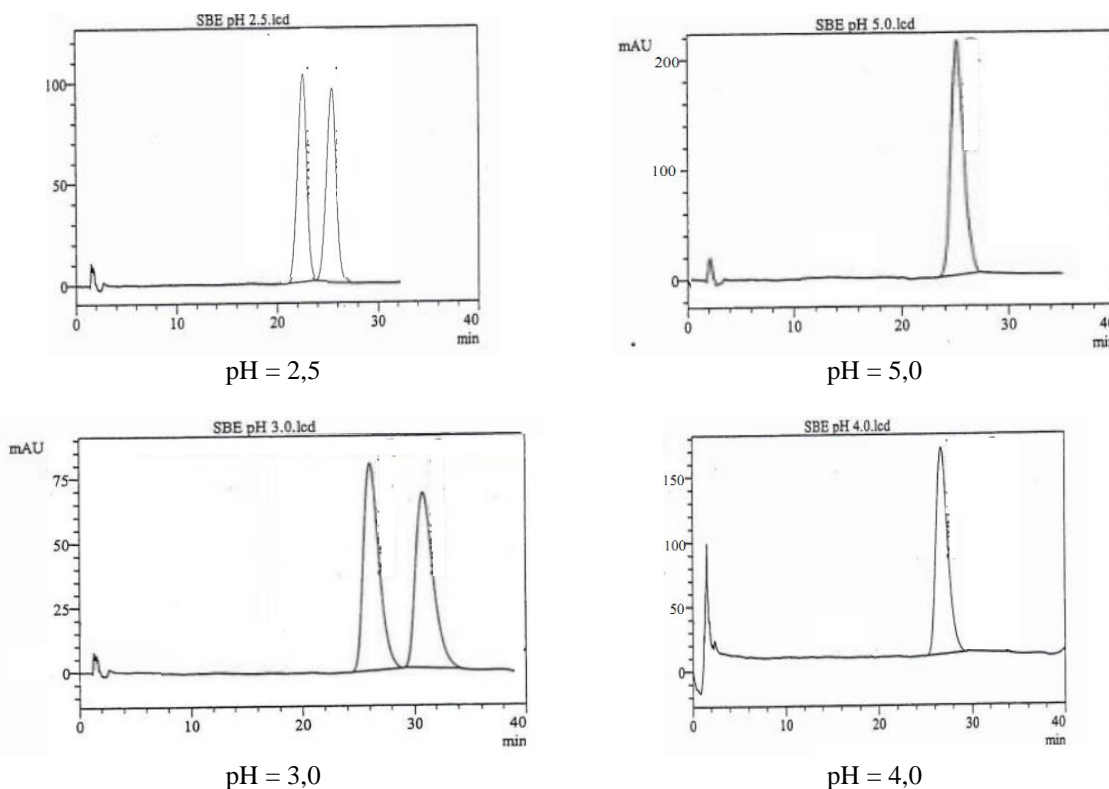 SBE pH 2.5.lcd
100
50
0
0 10 20 30 40
min
pH = 2,5
SBE pH 5.0.lcd
mAU
200
100
0
0 10 20 30 40
min
pH = 5,0
SBE pH 3.0.lcd
mAU
75
50
25
0
0 10 20 30 40
min
pH = 3,0
SBE pH 4.0.lcd
150
100
50
0
0 10 20 30 40
min
pH = 4,0